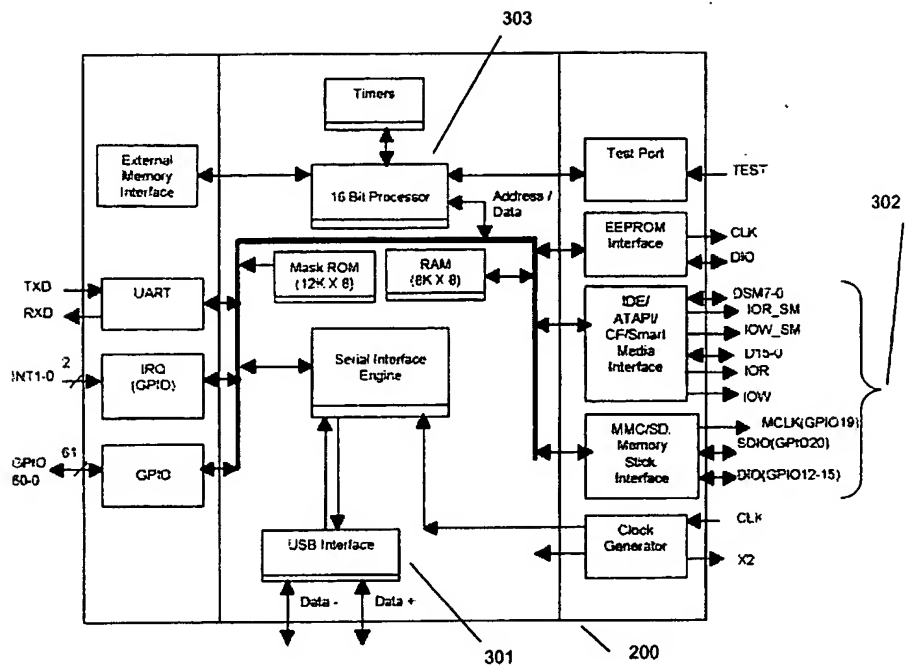 303
Timers
External
Memory
Interface
16 Bit Processor
Test Port
TEST
Address /
Data
302
EEPROM
Interface
CLK
DIO
Mask ROM
(12K X 8)
RAM
(8K X 8)
TXD
RXD
UART
IDE/
ATAPI/
CF/Smart
Media
Interface
DSM7-0
IOR_SM
IOW_SM
D15-0
IOR
IOW
INT1-0
2
IRQ
(GPIO)
Serial Interface
Engine
MMC/SD.
Memory
Stick
Interface
MCLK(GPIO19)
SDIO(GPIO20)
DIO(GPIO12-15)
GPIO
60-0
61
GPIO
Clock
Generator
CLK
X2
USB Interface
Data -
Data +
301
200